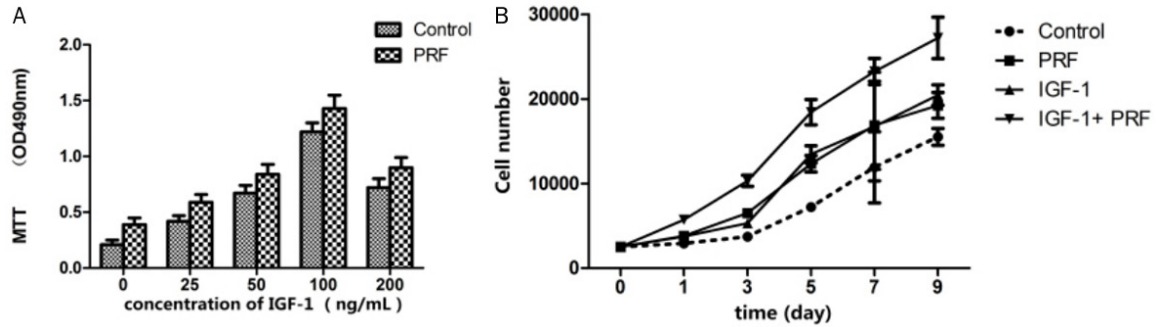 A
Control
PRF
2.0
1.5
1.0
0.5
0.0
MTT （OD490nm)
0 25 50 100 200
concentration of IGF-1 ( ng/mL )
B
30000
20000
10000
0
Cell number
0 1 3 5 7 9
time (day)
Control
PRF
IGF-1
IGF-1+ PRF